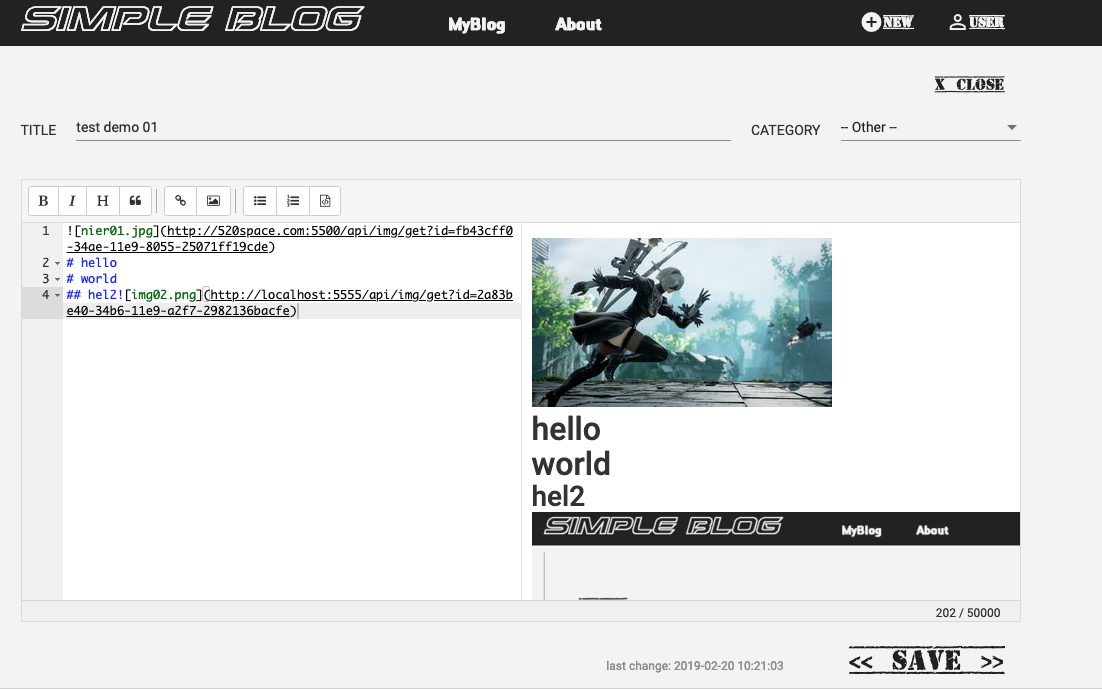 SIMPLE BLOG MyBlog About NEW USER
X CLOSE
TITLE test demo 01 CATEGORY -- Other --
B I H
1 ![nier01.jpg](http://520space.com:5500/api/img/get?id=fb43cff0
-34ae-11e9-8055-25071ff19cde)
2 # hello
3 # world
4 ## hel2![img02.png](http://localhost:5555/api/img/get?id=2a83b
e40-34b6-11e9-a2f7-2982136bacfe)
hello
world
hel2
SIMPLE BLOG MyBlog About
202 / 50000
last change: 2019-02-20 10:21:03
<< SAVE >>